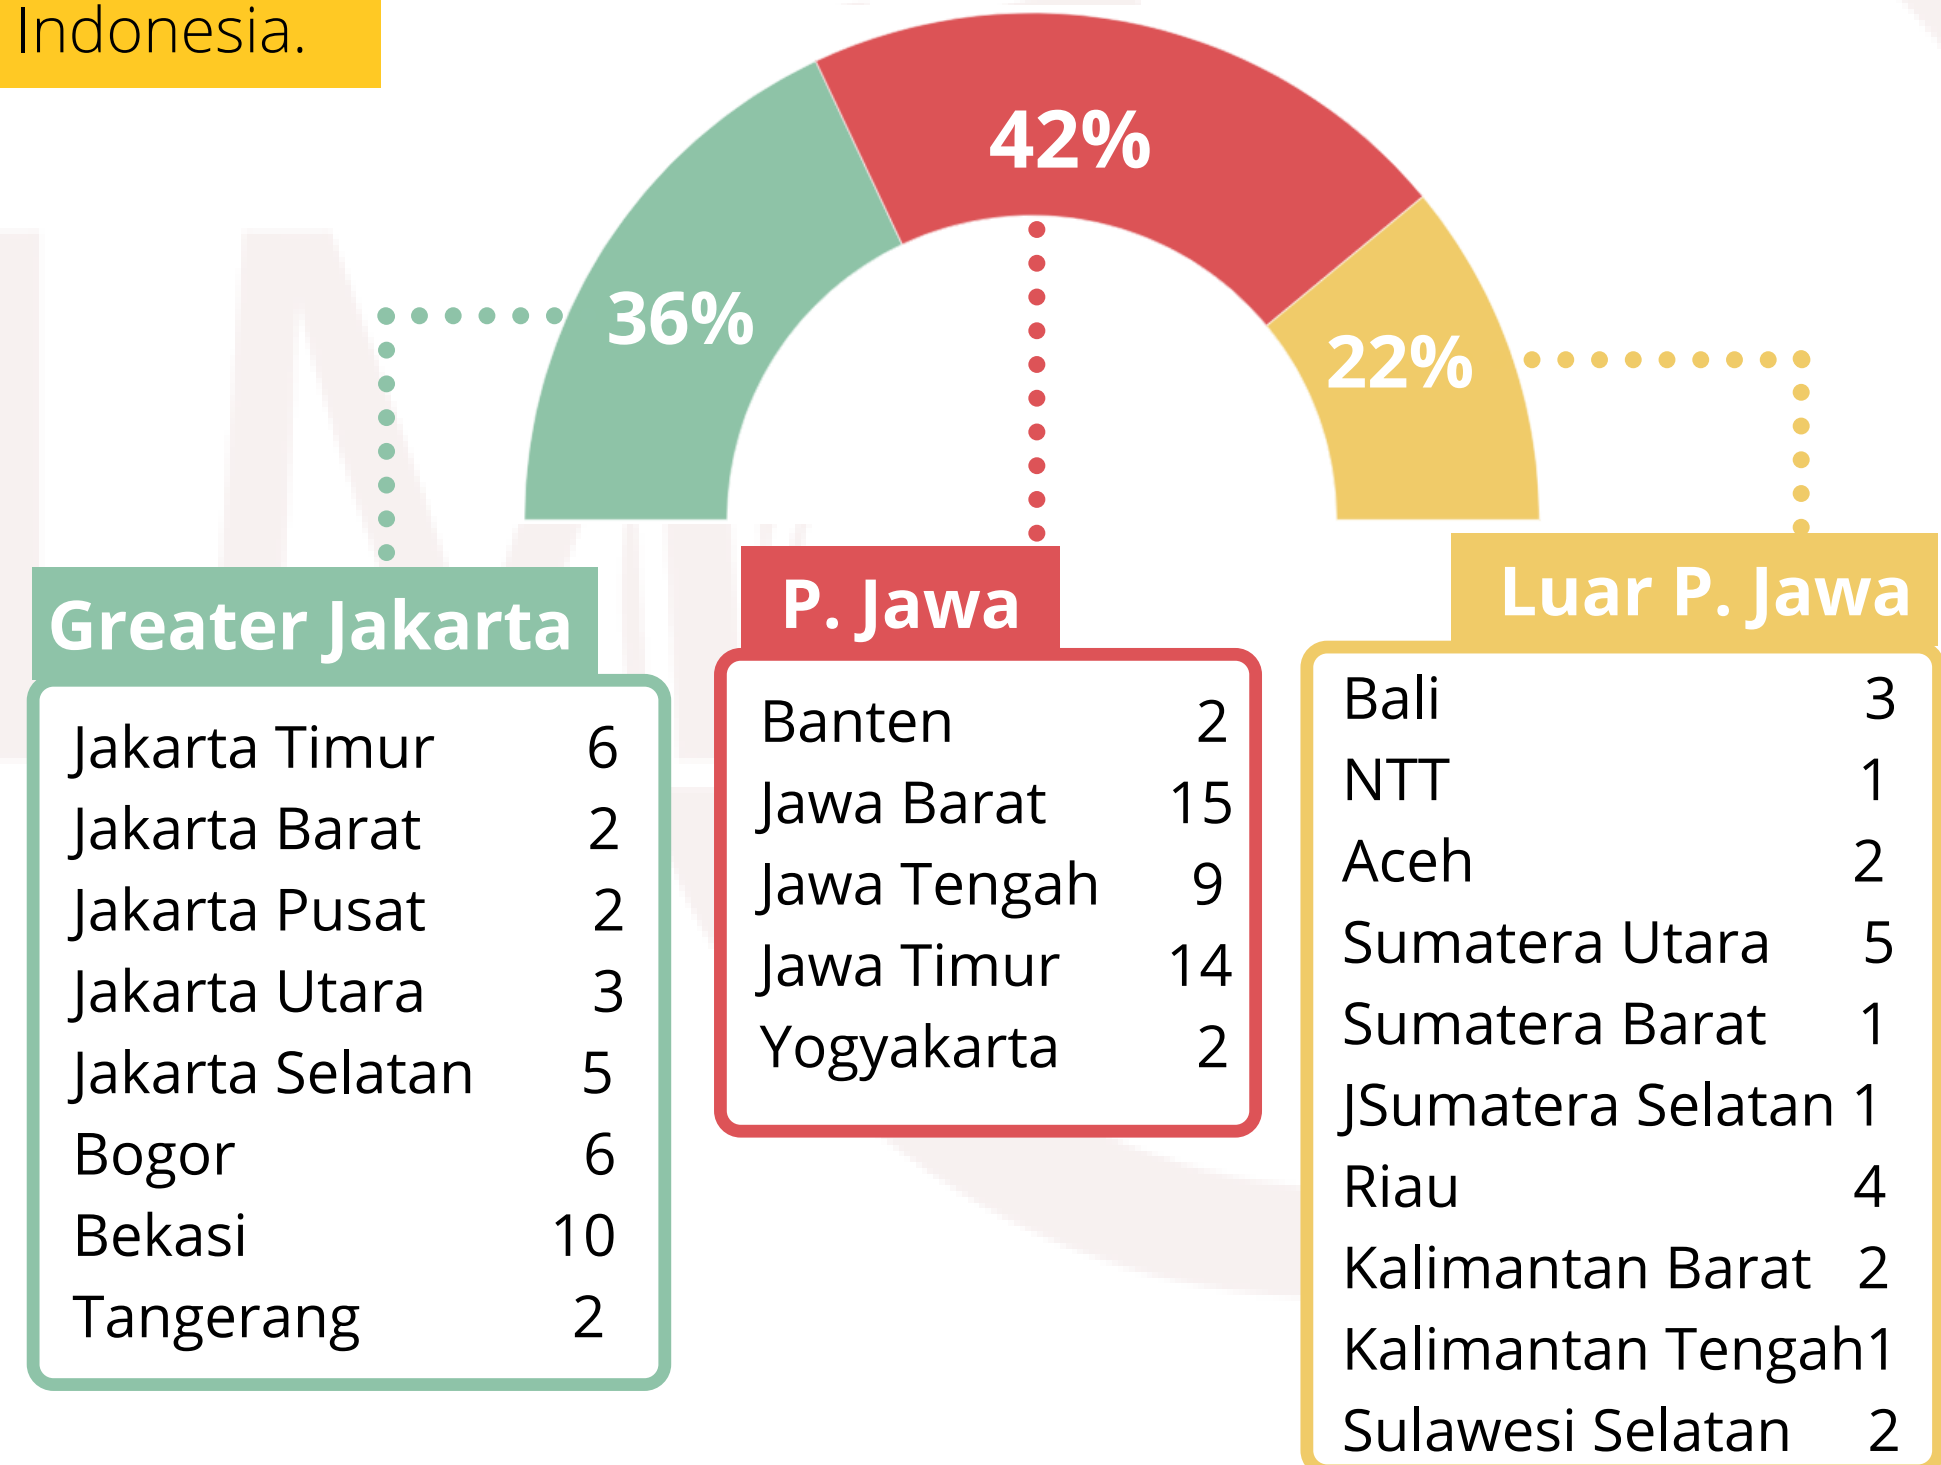 Indonesia.
42%
36%
22%
Greater Jakarta
Jakarta Timur 6
Jakarta Barat 2
Jakarta Pusat 2
Jakarta Utara 3
Jakarta Selatan 5
Bogor 6
Bekasi 10
Tangerang 2
P. Jawa
Banten 2
Jawa Barat 15
Jawa Tengah 9
Jawa Timur 14
Yogyakarta 2
Luar P. Jawa
Bali 3
NTT 1
Aceh 2
Sumatera Utara 5
Sumatera Barat 1
JSumatera Selatan 1
Riau 4
Kalimantan Barat 2
Kalimantan Tengah1
Sulawesi Selatan 2